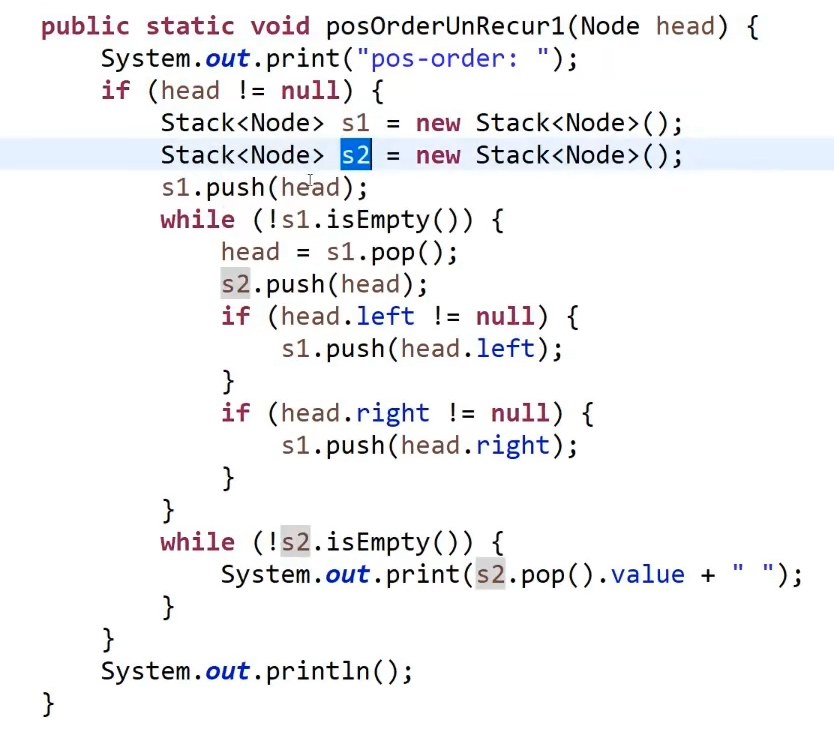 public static void posOrderUnRecur1(Node head) {
    System.out.print("pos-order: ");
    if (head != null) {
        Stack<Node> s1 = new Stack<Node>();
        Stack<Node> s2 = new Stack<Node>();
        s1.push(head);
        while (!s1.isEmpty()) {
            head = s1.pop();
            s2.push(head);
            if (head.left != null) {
                s1.push(head.left);
            }
            if (head.right != null) {
                s1.push(head.right);
            }
        }
        while (!s2.isEmpty()) {
            System.out.print(s2.pop().value + " ");
        }
    }
    System.out.println();
}